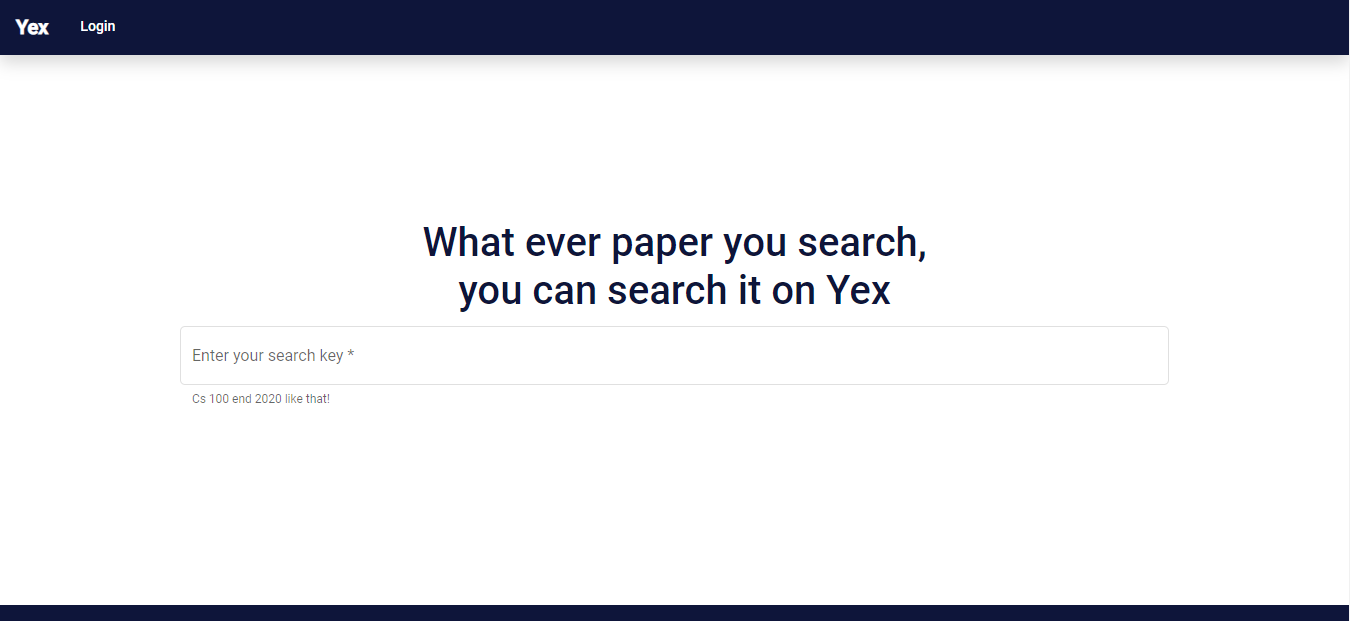 Yex
Login
What ever paper you search,
you can search it on Yex
Enter your search key *
Cs 100 end 2020 like that!